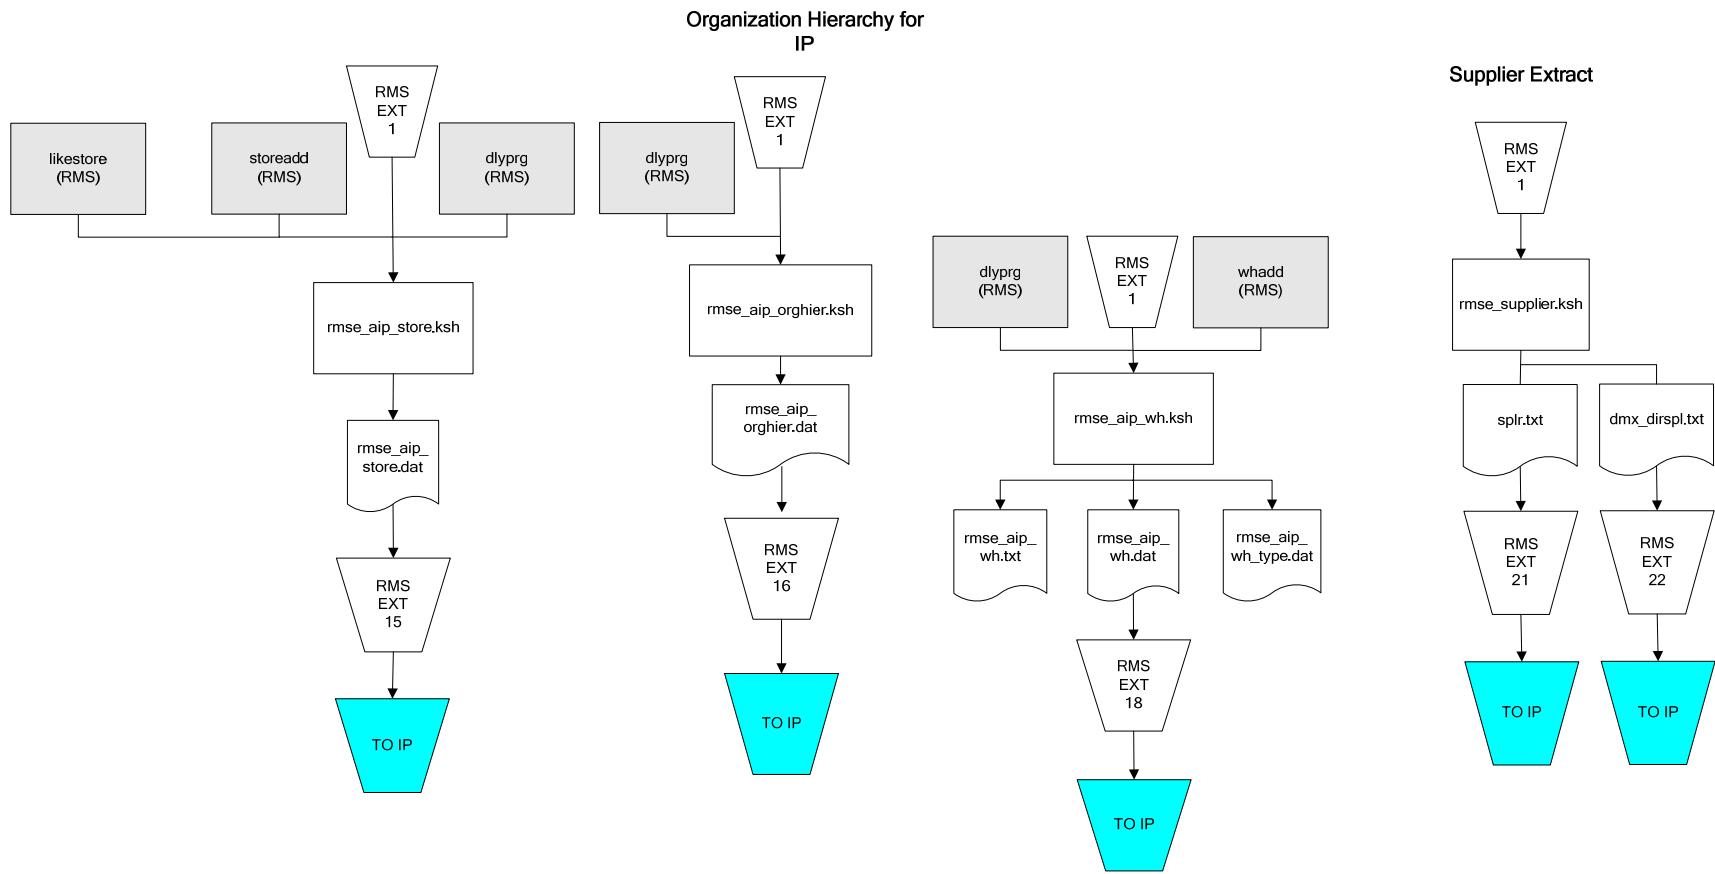 Organization Hierarchy for
IP
Supplier Extract
RMS
EXT
1
likestore
(RMS)
storeadd
(RMS)
dlyprg
(RMS)
rmse_aip_store.ksh
rmse_aip_
store.dat
RMS
EXT
15
TO IP
RMS
EXT
1
dlyprg
(RMS)
rmse_aip_orghier.ksh
rmse_aip_
orghier.dat
RMS
EXT
16
TO IP
dlyprg
(RMS)
RMS
EXT
1
whadd
(RMS)
rmse_aip_wh.ksh
rmse_aip_
wh.txt
rmse_aip_
wh.dat
rmse_aip_
wh_type.dat
RMS
EXT
18
TO IP
RMS
EXT
1
rmse_supplier.ksh
splr.txt
dmx_dirspl.txt
RMS
EXT
21
RMS
EXT
22
TO IP
TO IP